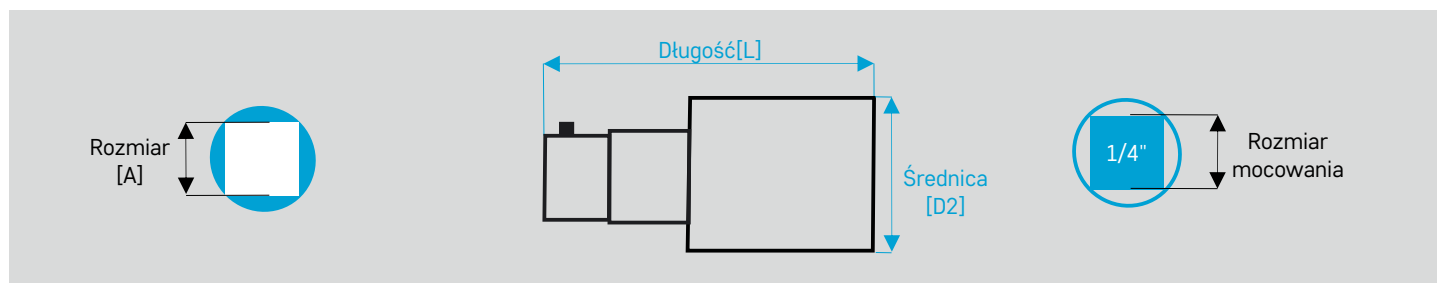 Długość[L]
Rozmiar
[A]
Średnica
[D2]
1/4"
Rozmiar
mocowania